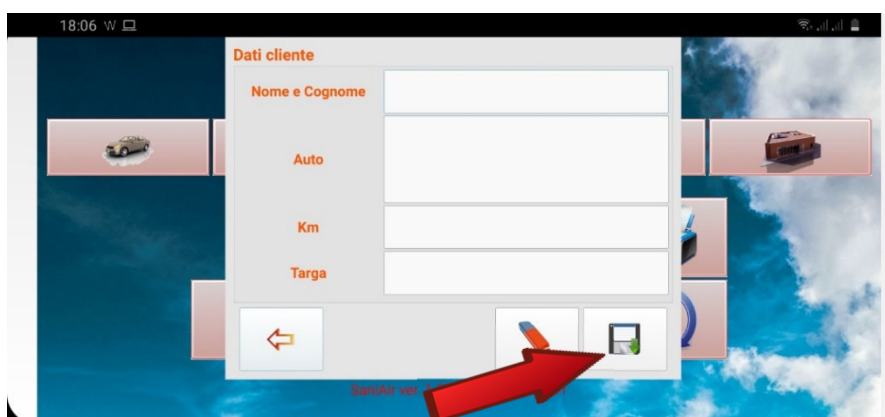 18:06 W
Dati cliente
Nome e Cognome
Auto
Km
Targa
SaniAir ver.